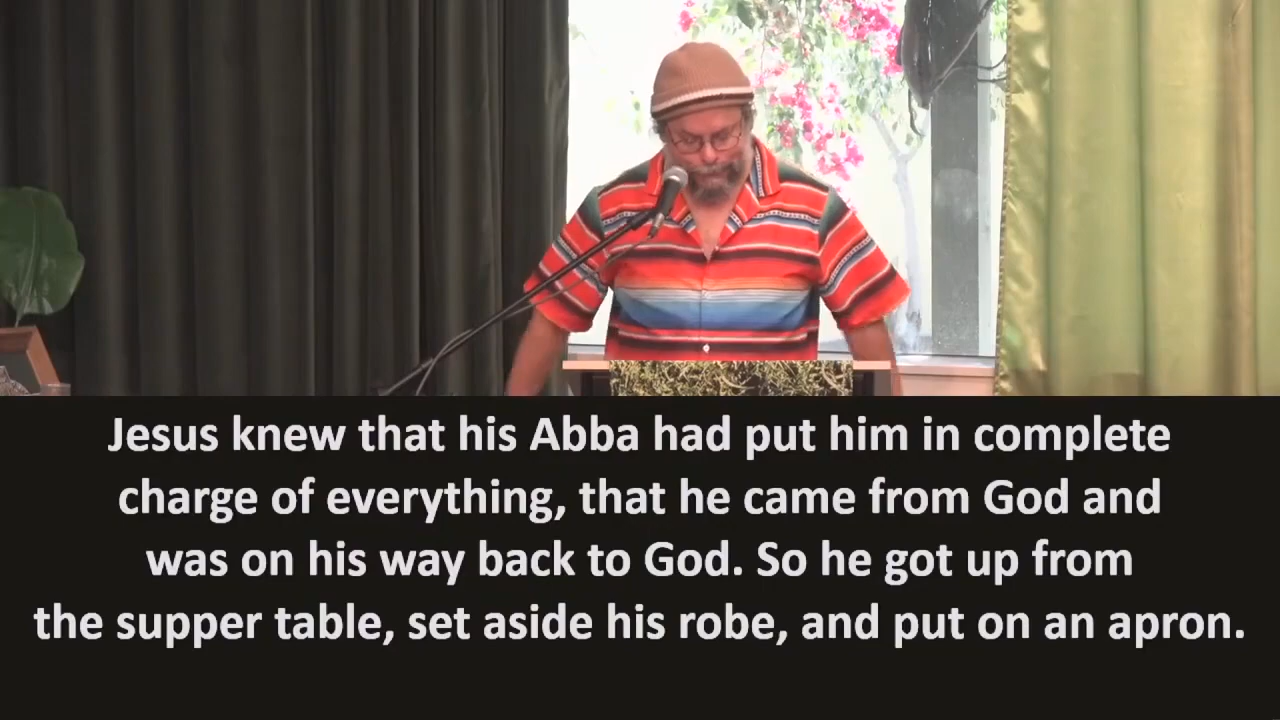 Jesus knew that his Abba had put him in complete
charge of everything, that he came from God and
was on his way back to God. So he got up from
the supper table, set aside his robe, and put on an apron.